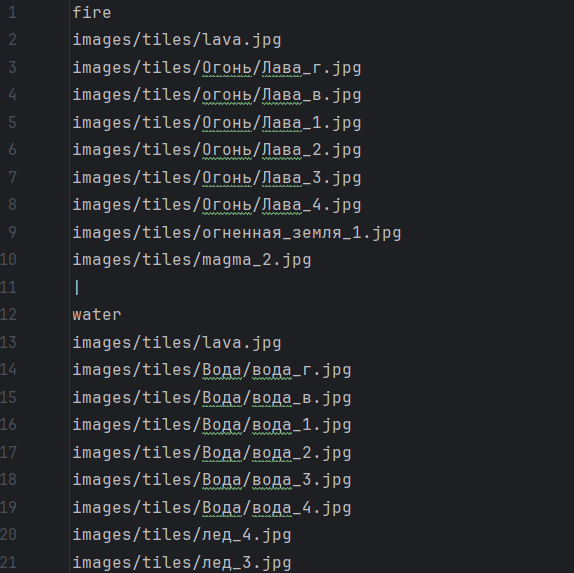 1 fire
2 images/tiles/lava.jpg
3 images/tiles/Огонь/Лава_г.jpg
4 images/tiles/огонь/Лава_в.jpg
5 images/tiles/Огонь/Лава_1.jpg
6 images/tiles/Огонь/Лава_2.jpg
7 images/tiles/Огонь/Лава_3.jpg
8 images/tiles/Огонь/Лава_4.jpg
9 images/tiles/огненная_земля_1.jpg
10 images/tiles/magma_2.jpg
11 |
12 water
13 images/tiles/lava.jpg
14 images/tiles/Вода/вода_г.jpg
15 images/tiles/Вода/вода_в.jpg
16 images/tiles/Вода/вода_1.jpg
17 images/tiles/Вода/вода_2.jpg
18 images/tiles/Вода/вода_3.jpg
19 images/tiles/Вода/вода_4.jpg
20 images/tiles/лед_4.jpg
21 images/tiles/лед_3.jpg